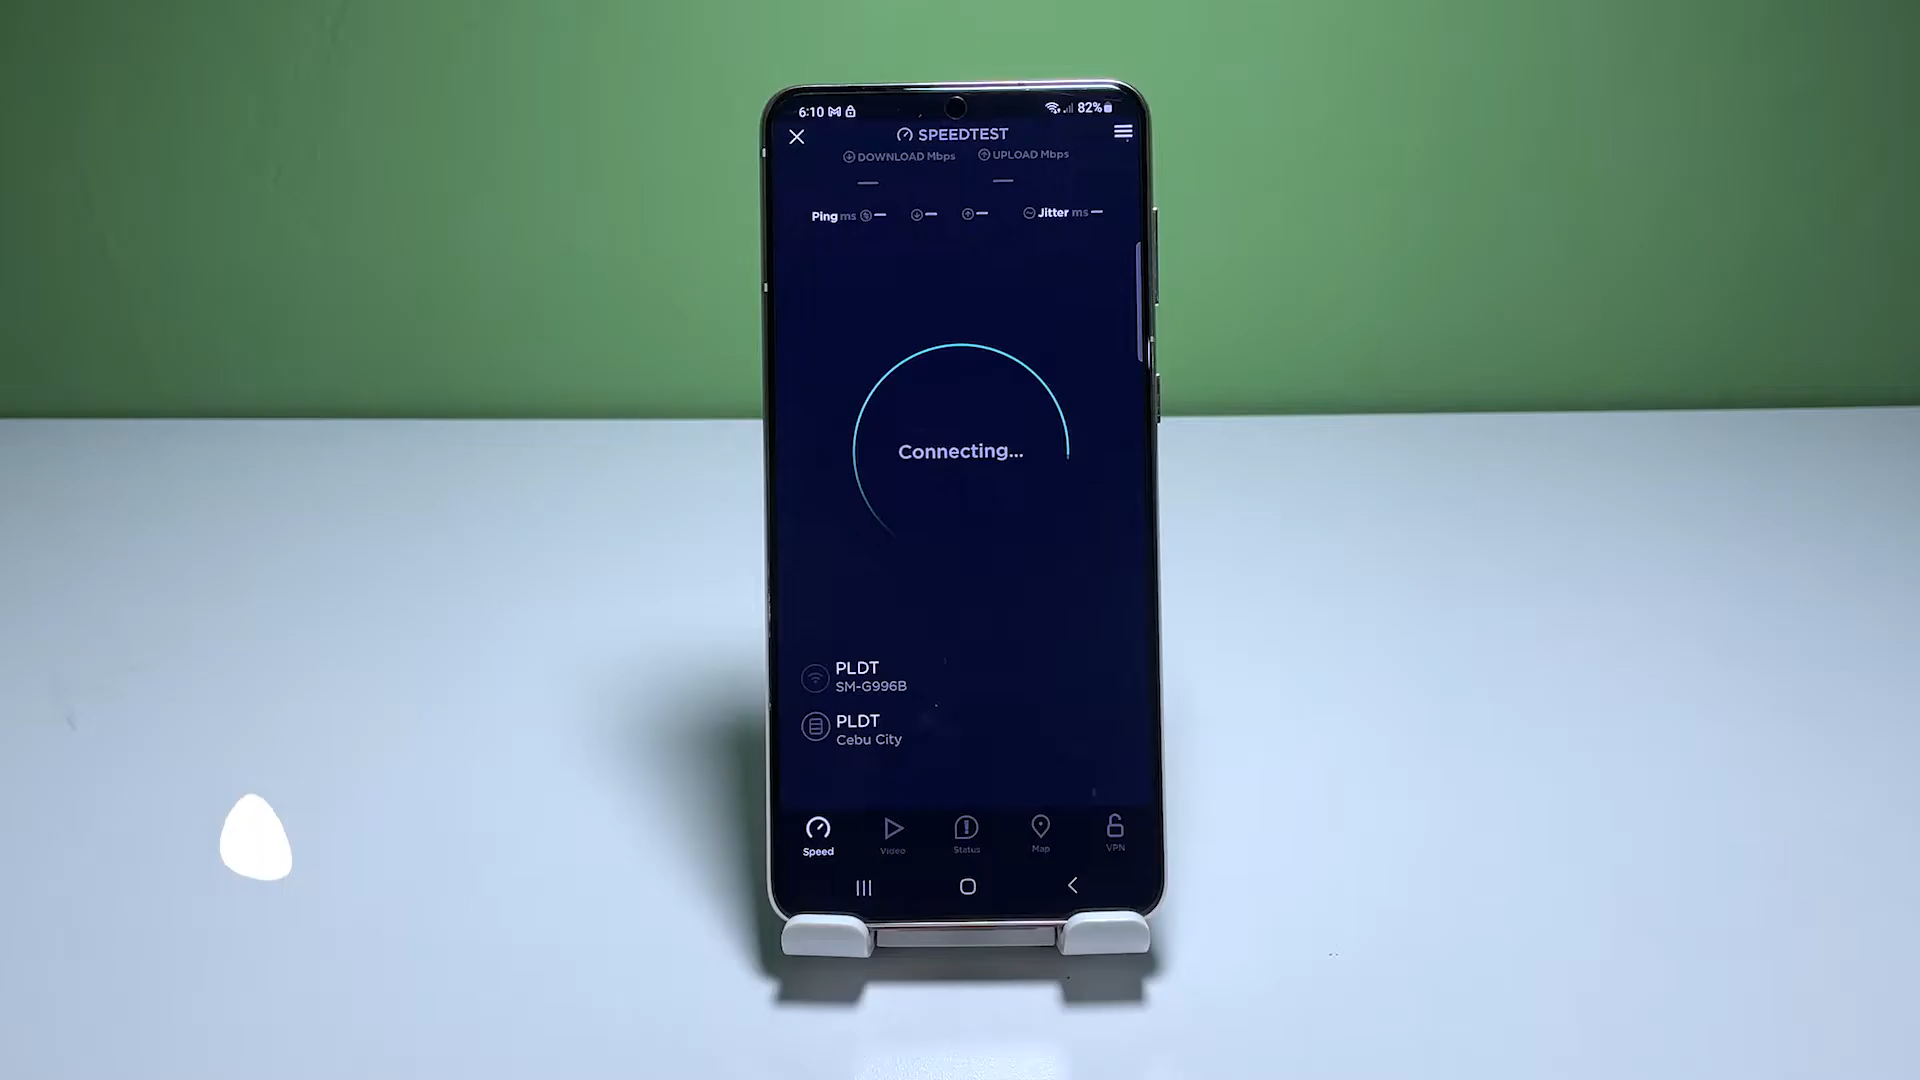 6:10 82%
SPEEDTEST
DOWNLOAD Mbps UPLOAD Mbps
Ping ms Jitter ms
Connecting...
PLDT
SM-G996B
PLDT
Cebu City
Speed Video Status Map VPN